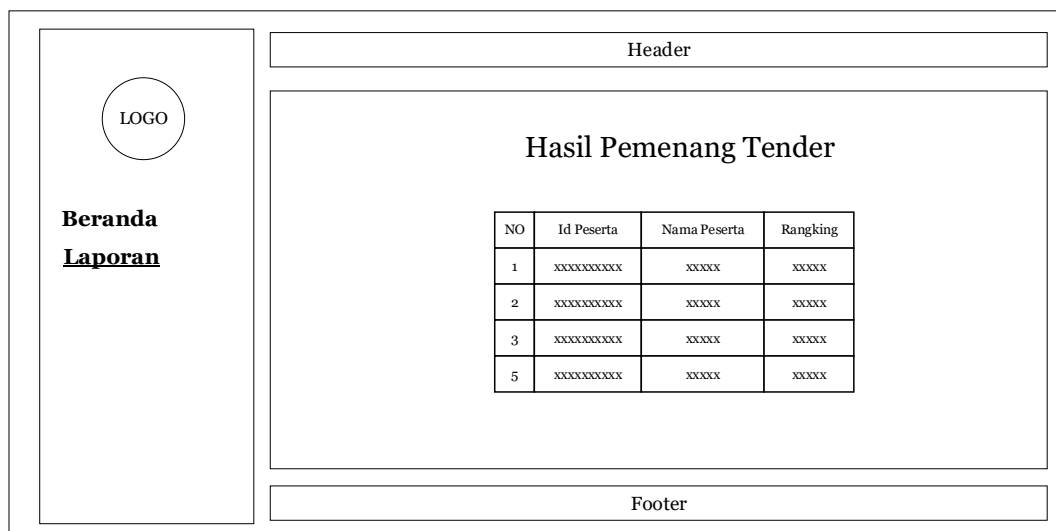 LOGO
Beranda
Laporan
Header
Hasil Pemenang Tender
NO Id Peserta Nama Peserta Rangking
1 xxxxxxxxxx xxxxx xxxxx
2 xxxxxxxxxx xxxxx xxxxx
3 xxxxxxxxxx xxxxx xxxxx
5 xxxxxxxxxx xxxxx xxxxx
Footer